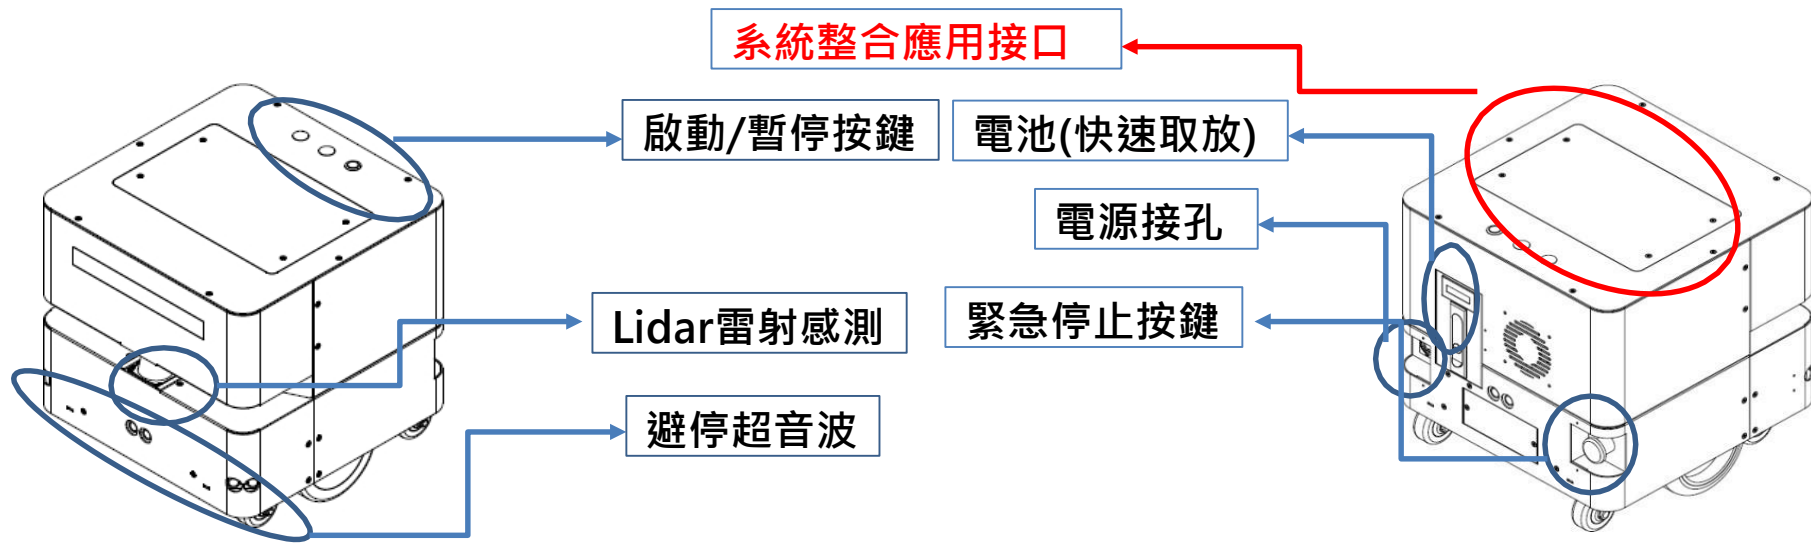 系統整合應用接口
啟動/暫停按鍵
電池(快速取放)
電源接孔
Lidar雷射感測
緊急停止按鍵
避停超音波